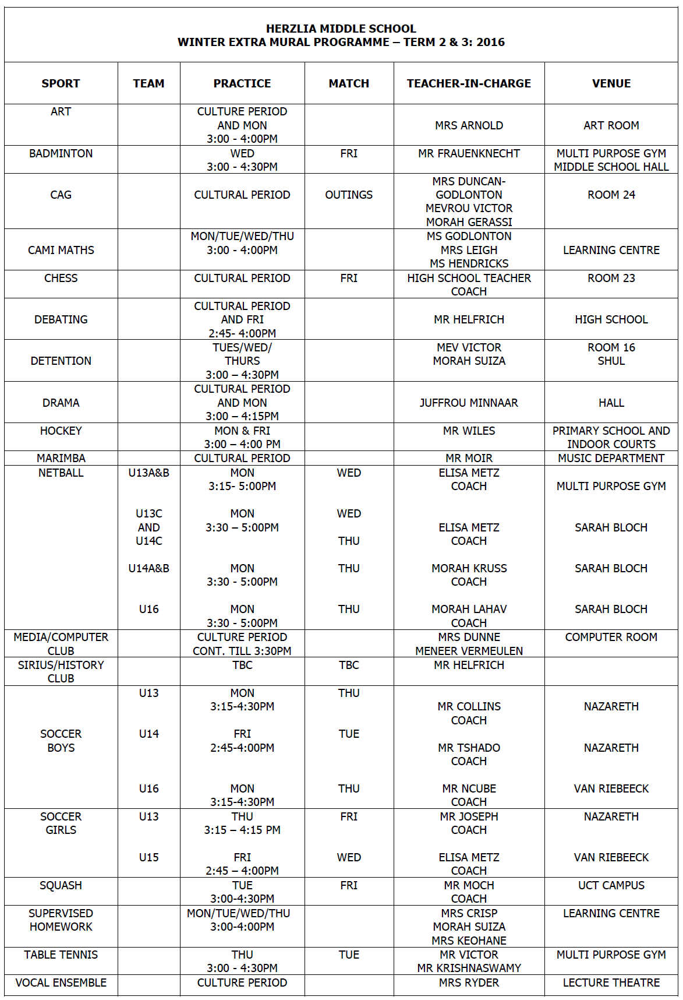 HERZLIA MIDDLE SCHOOL
WINTER EXTRA MURAL PROGRAMME – TERM 2 & 3: 2016
SPORT TEAM PRACTICE MATCH TEACHER-IN-CHARGE VENUE
ART CULTURE PERIOD
AND MON MRS ARNOLD ART ROOM
3:00 - 4:00PM
BADMINTON WED FRI MR FRAUENKNECHT MULTI PURPOSE GYM
3:00 - 4:30PM MIDDLE SCHOOL HALL
MRS DUNCAN-
CAG CULTURAL PERIOD OUTINGS GODLONTON ROOM 24
MEVROU VICTOR
MORAH GERASSI
MON/TUE/WED/THU MS GODLONTON
CAMI MATHS 3:00 - 4:00PM MRS LEIGH LEARNING CENTRE
MS HENDRICKS
CHESS CULTURAL PERIOD FRI HIGH SCHOOL TEACHER ROOM 23
COACH
CULTURAL PERIOD
DEBATING AND FRI MR HELFRICH HIGH SCHOOL
2:45- 4:00PM
TUES/WED/ MEV VICTOR ROOM 16
DETENTION THURS MORAH SUIZA SHUL
3:00 – 4:30PM
CULTURAL PERIOD
DRAMA AND MON JUFFROU MINNAAR HALL
3:00 – 4:15PM
HOCKEY MON & FRI MR WILES PRIMARY SCHOOL AND
3:00 – 4:00 PM INDOOR COURTS
MARIMBA CULTURAL PERIOD MR MOIR MUSIC DEPARTMENT
NETBALL U13A&B MON WED ELISA METZ
3:15- 5:00PM COACH MULTI PURPOSE GYM
U13C MON WED
AND 3:30 – 5:00PM ELISA METZ SARAH BLOCH
U14C THU COACH
U14A&B MON THU MORAH KRUSS SARAH BLOCH
3:30 - 5:00PM COACH
U16 MON THU MORAH LAHAV SARAH BLOCH
3:30 - 5:00PM COACH
MEDIA/COMPUTER CULTURE PERIOD MRS DUNNE COMPUTER ROOM
CLUB CONT. TILL 3:30PM MENEER VERMEULEN
SIRIUS/HISTORY TBC TBC MR HELFRICH
CLUB
U13 MON THU
3:15-4:30PM MR COLLINS NAZARETH
COACH
SOCCER U14 FRI TUE
BOYS 2:45-4:00PM MR TSHADO NAZARETH
COACH
U16 MON THU MR NCUBE VAN RIEBEECK
3:15-4:30PM COACH
SOCCER U13 THU FRI MR JOSEPH NAZARETH
GIRLS 3:15 – 4:15 PM COACH
U15 FRI WED ELISA METZ VAN RIEBEECK
2:45 – 4:00PM COACH
SQUASH TUE FRI MR MOCH UCT CAMPUS
3:00-4:30PM COACH
SUPERVISED MON/TUE/WED/THU MRS CRISP LEARNING CENTRE
HOMEWORK 3:00-4:00PM MORAH SUIZA
MRS KEOHANE
TABLE TENNIS THU TUE MR VICTOR MULTI PURPOSE GYM
3:00 - 4:30PM MR KRISHNASWAMY
VOCAL ENSEMBLE CULTURE PERIOD MRS RYDER LECTURE THEATRE